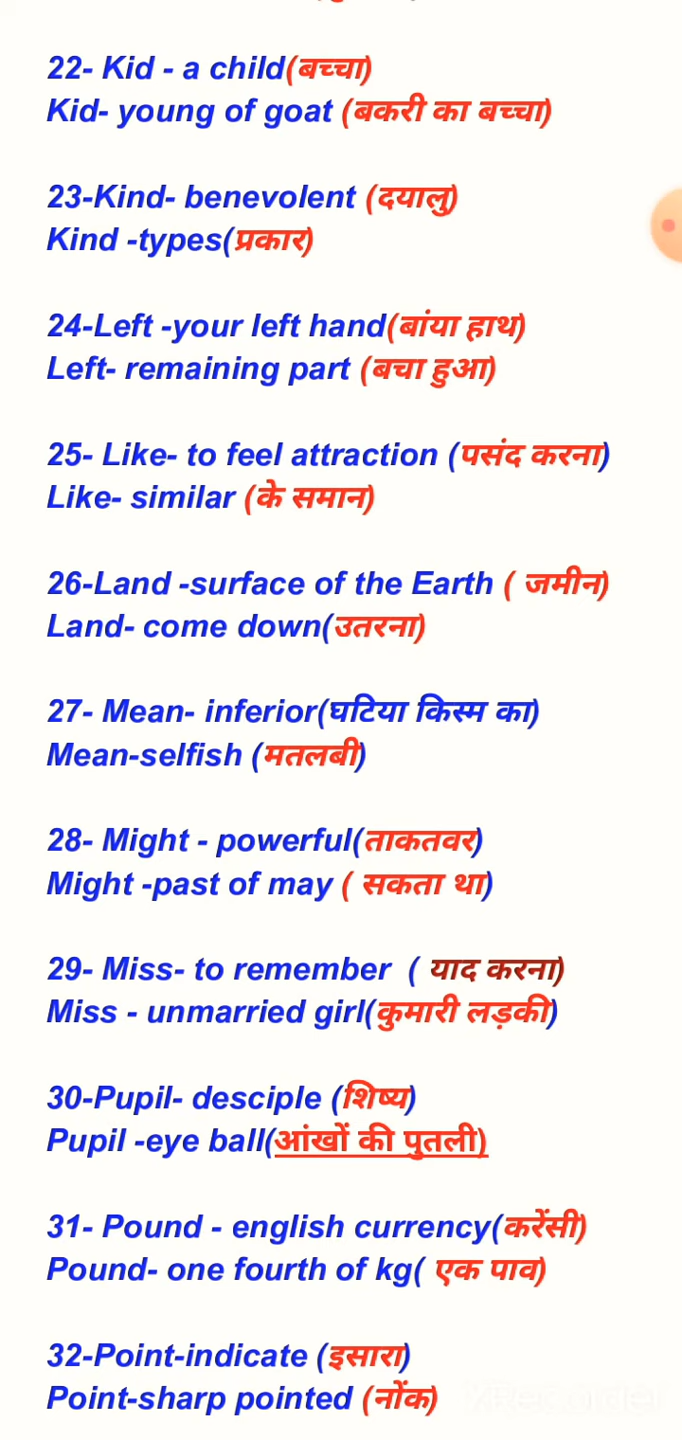 22- Kid - a child(बच्चा)
Kid- young of goat (बकरी का बच्चा)
23-Kind- benevolent (दयालु)
Kind -types(प्रकार)
24-Left -your left hand(बांया हाथ)
Left- remaining part (बचा हुआ)
25- Like- to feel attraction (पसंद करना)
Like- similar (के समान)
26-Land -surface of the Earth ( जमीन)
Land- come down(उतरना)
27- Mean- inferior(घटिया किस्म का)
Mean-selfish (मतलबी)
28- Might - powerful(ताकतवर)
Might -past of may ( सकता था)
29- Miss- to remember ( याद करना)
Miss - unmarried girl(कुमारी लड़की)
30-Pupil- desciple (शिष्य)
Pupil -eye ball(आंखों की पुतली)
31- Pound - english currency(करेंसी)
Pound- one fourth of kg( एक पाव)
32-Point-indicate (इसारा)
Point-sharp pointed (नोंक)